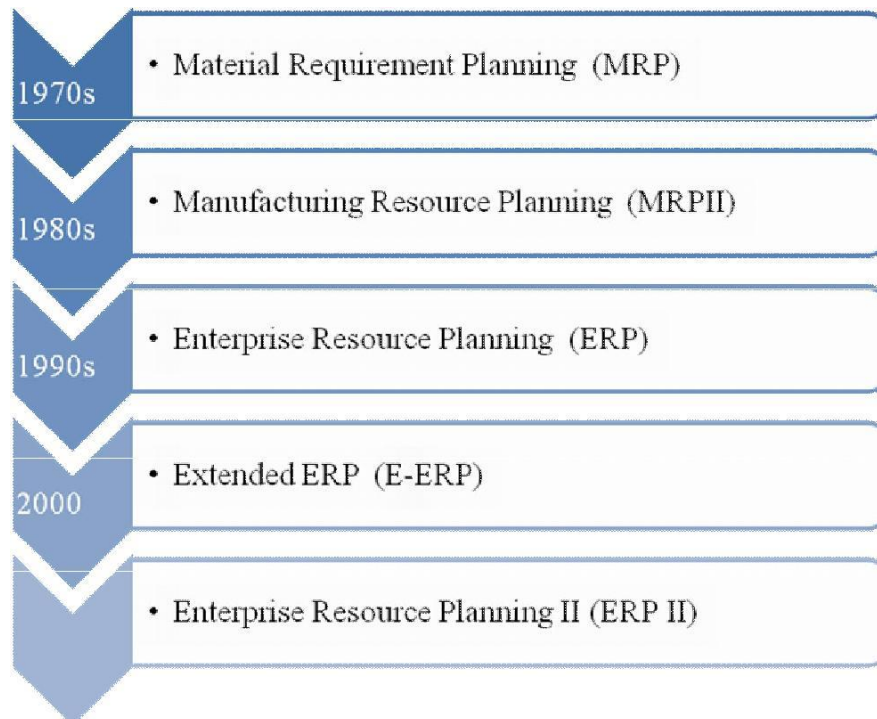 1970s
• Material Requirement Planning (MRP)
1980s
• Manufacturing Resource Planning (MRPII)
1990s
• Enterprise Resource Planning (ERP)
2000
• Extended ERP (E-ERP)
• Enterprise Resource Planning II (ERP II)